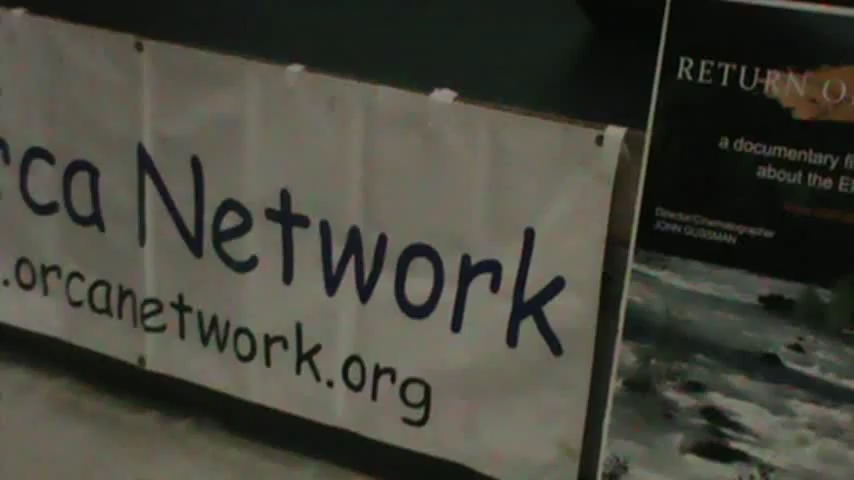 rca Network
.orcanetwork.org
RETURN O
a documentary fi
about the E
Director/Cinematographer
JOHN GUSSMAN